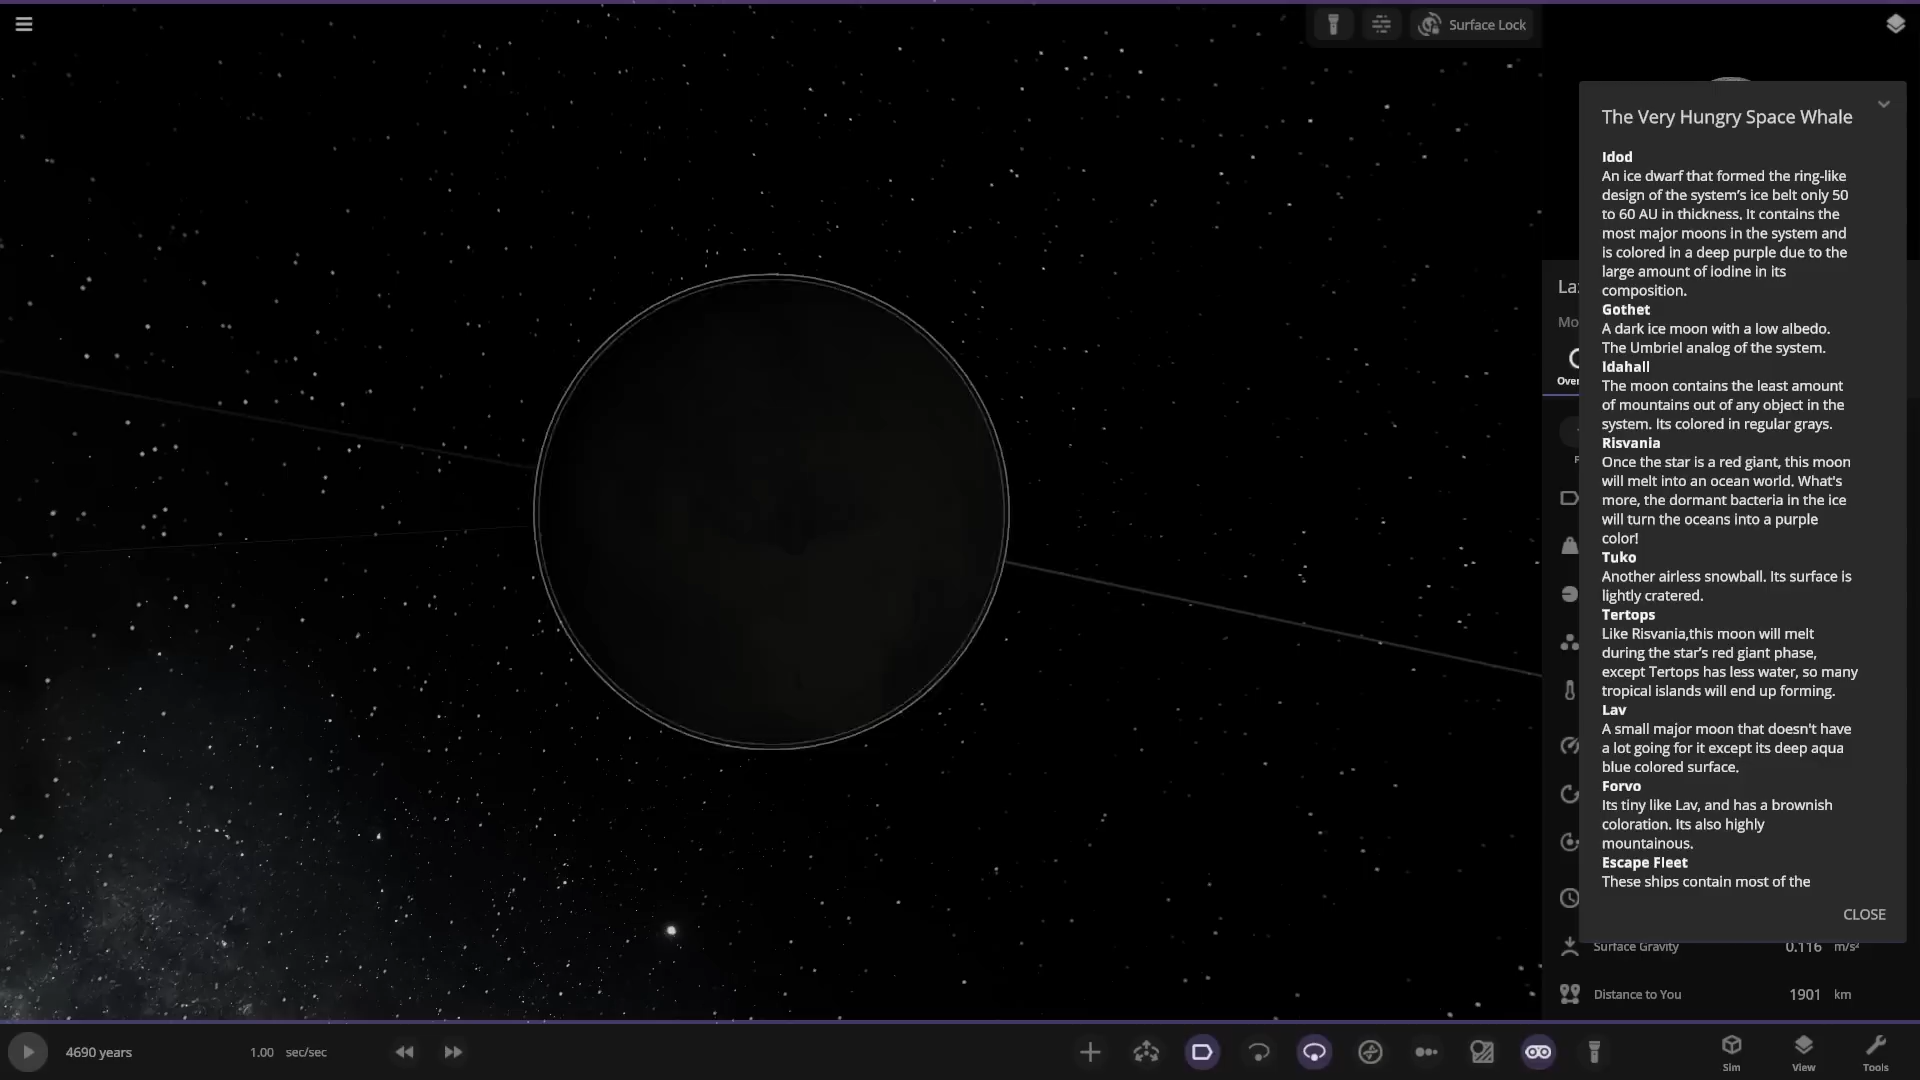 Surface Lock
The Very Hungry Space Whale
Idod
An ice dwarf that formed the ring-like
design of the system's ice belt only 50
to 60 AU in thickness. It contains the
most major moons in the system and
is colored in a deep purple due to the
large amount of iodine in its
composition.
Gothet
A dark ice moon with a low albedo.
The Umbriel analog of the system.
Idahall
The moon contains the least amount
of mountains out of any object in the
system. Its colored in regular grays.
Risvania
Once the star is a red giant, this moon
will melt into an ocean world. What's
more, the dormant bacteria in the ice
will turn the oceans into a purple
color!
Tuko
Another airless snowball. Its surface is
lightly cratered.
Tertops
Like Risvania,this moon will melt
during the star's red giant phase,
except Tertops has less water, so many
tropical islands will end up forming.
Lav
A small major moon that doesn't have
a lot going for it except its deep aqua
blue colored surface.
Forvo
Its tiny like Lav, and has a brownish
coloration. Its also highly
mountainous.
Escape Fleet
These ships contain most of the
CLOSE
Surface Gravity 0.116 m/s²
Distance to You 1901 km
4690 years 1.00 sec/sec
Sim View Tools